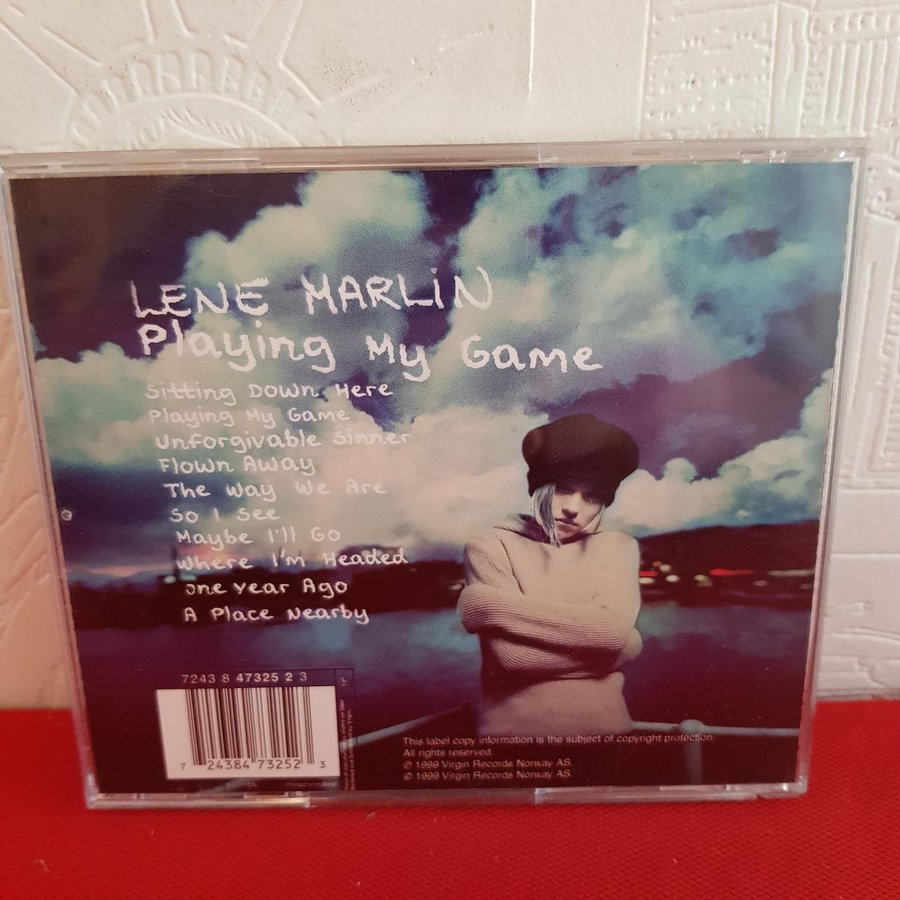 LENE MARLiN
Playing My Game
Sitting Down Here
Playing My Game
Unforgivable Sinner
Flown Away
The Way We Are
So I See
Maybe I'll Go
Where I'm Headed
One Year Ago
A Place Nearby
7243 8 47325 2 3
7 24384 73252 3
This label copy information is the subject of copyright protection.
All rights reserved.
℗ 1999 Virgin Records Norway AS.
© 1999 Virgin Records Norway AS.